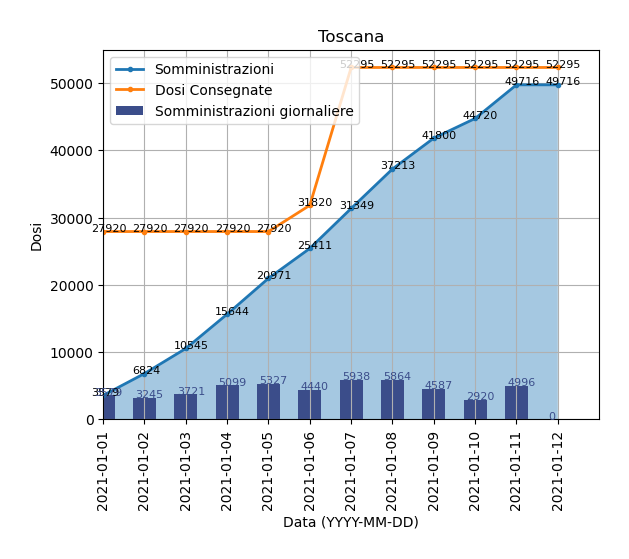 Toscana
Somministrazioni
Dosi Consegnate
Somministrazioni giornaliere
Dosi
50000
40000
30000
20000
10000
0
27920 27920 27920 27920 27920 31820 52295 52295 52295 52295 52295 52295
3579 6824 10545 15644 20971 25411 31349 37213 41800 44720 49716 49716
3579 3245 3721 5099 5327 4440 5938 5864 4587 2920 4996 0
2021-01-01
2021-01-02
2021-01-03
2021-01-04
2021-01-05
2021-01-06
2021-01-07
2021-01-08
2021-01-09
2021-01-10
2021-01-11
2021-01-12
Data (YYYY-MM-DD)